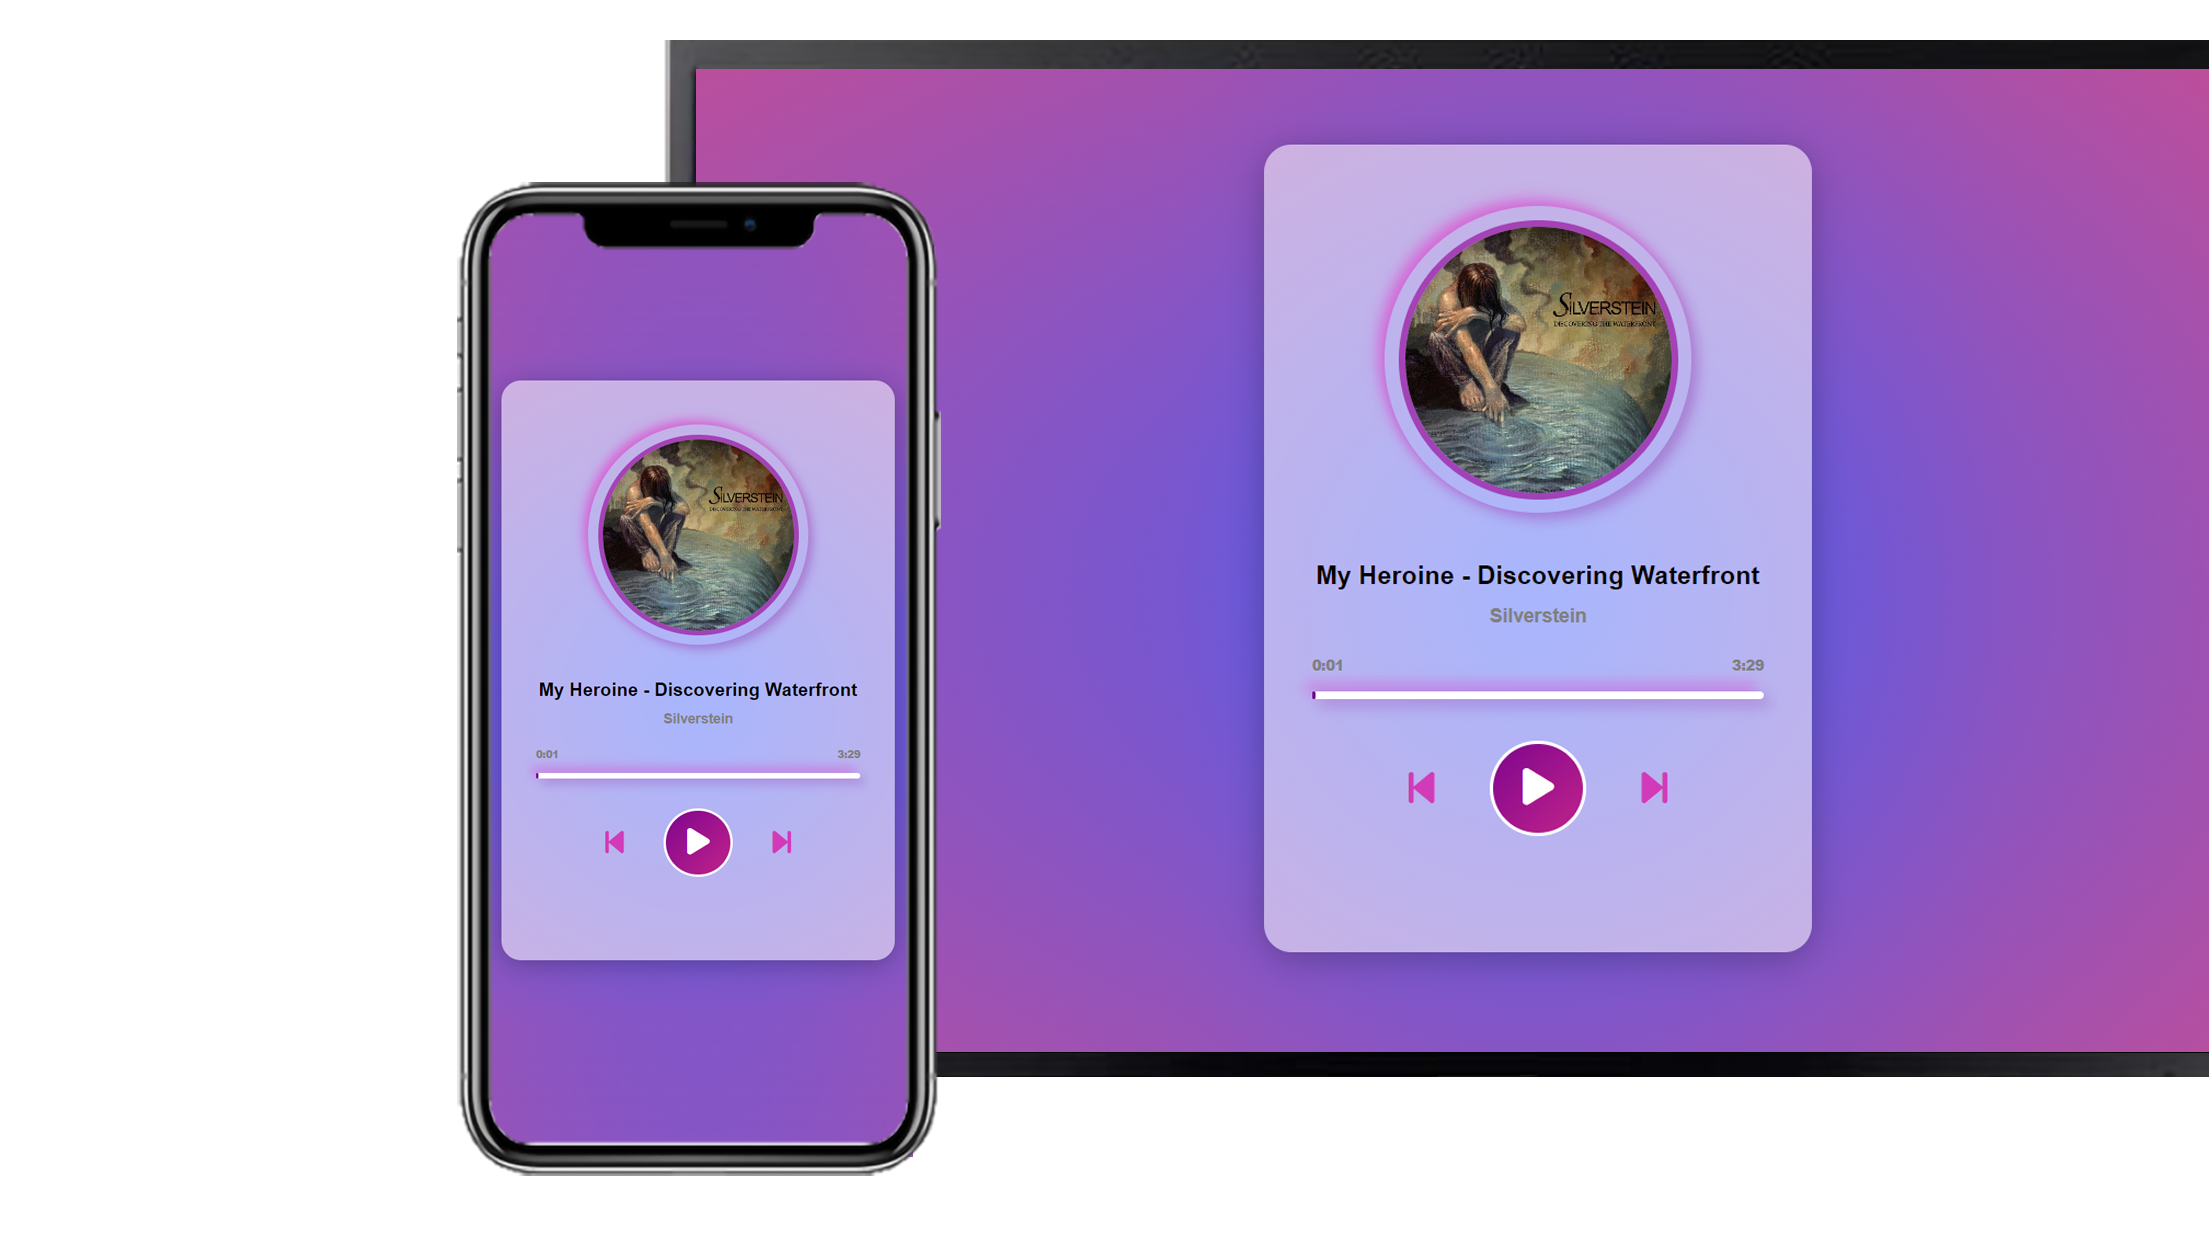 SILVERSTEIN
DISCOVERING THE WATERFRONT
My Heroine - Discovering Waterfront
Silverstein
0:01 3:29
SILVERSTEIN
DISCOVERING THE WATERFRONT
My Heroine - Discovering Waterfront
Silverstein
0:01 3:29